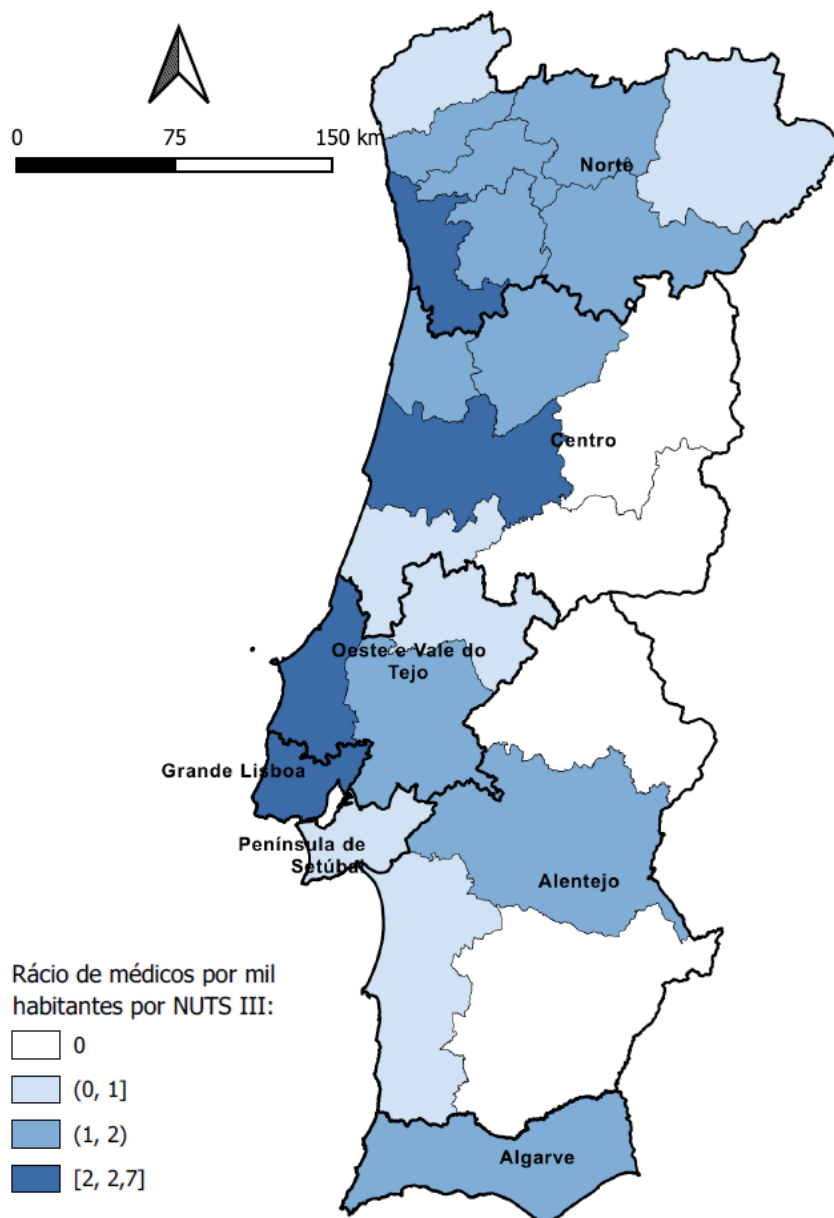 0 75 150 km
Nortê
Centro
Oeste e Vale do
Tejo
Grande Lisboa
Península de
Setúbal
Alentejo
Algarve
Rácio de médicos por mil
habitantes por NUTS III:
0
(0, 1]
(1, 2)
[2, 2,7]